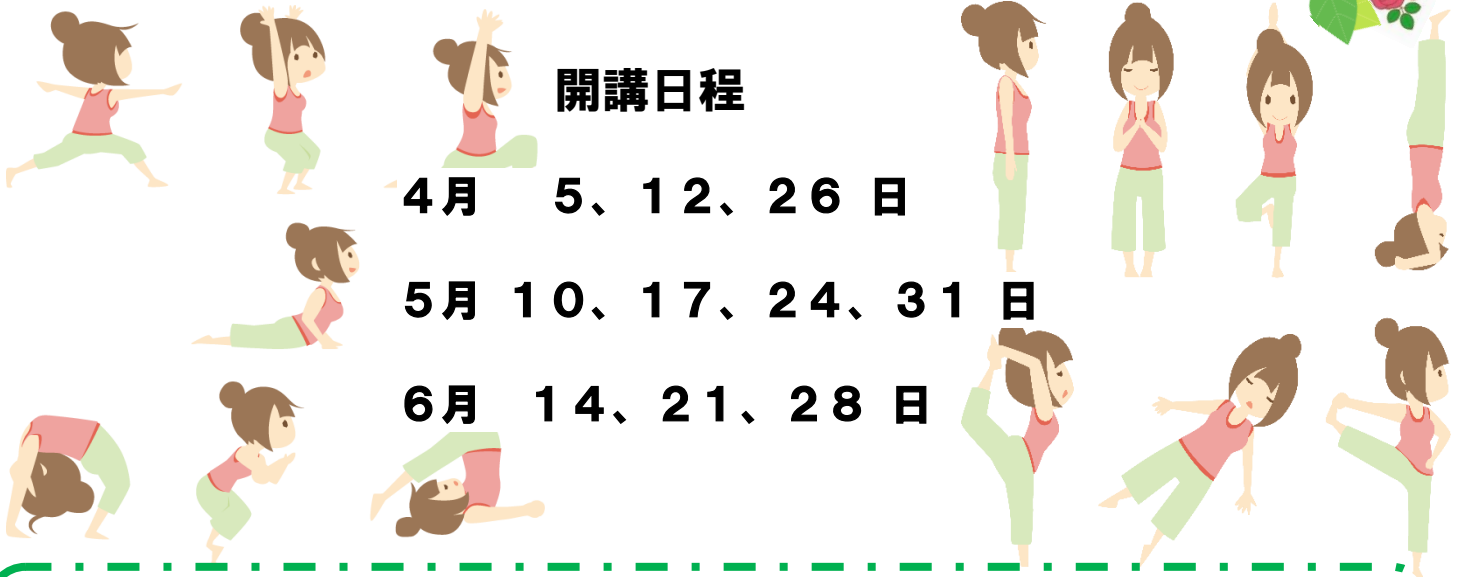 開講日程
４月　５、１２、２６ 日
５月 １０、１７、２４、３１ 日
６月　１４、２１、２８ 日